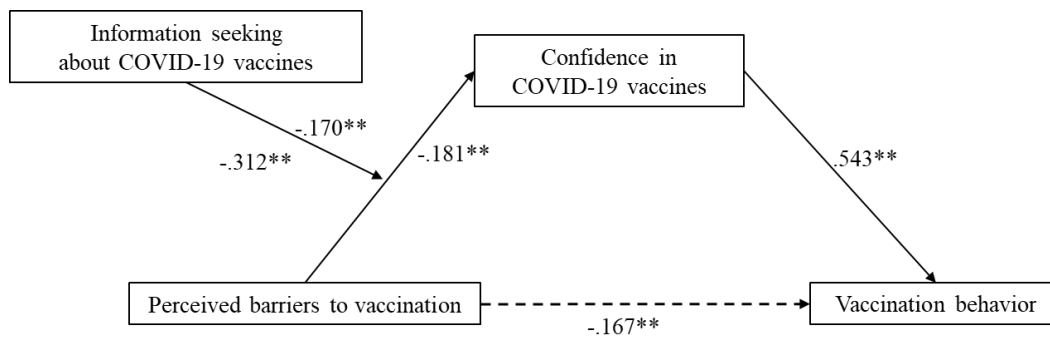 Information seeking
about COVID-19 vaccines
Confidence in
COVID-19 vaccines
-.170**
-.312**
-.181**
.543**
Perceived barriers to vaccination
Vaccination behavior
-.167**